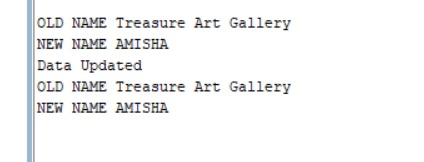 OLD NAME Treasure Art Gallery
NEW NAME AMISHA
Data Updated
OLD NAME Treasure Art Gallery
NEW NAME AMISHA